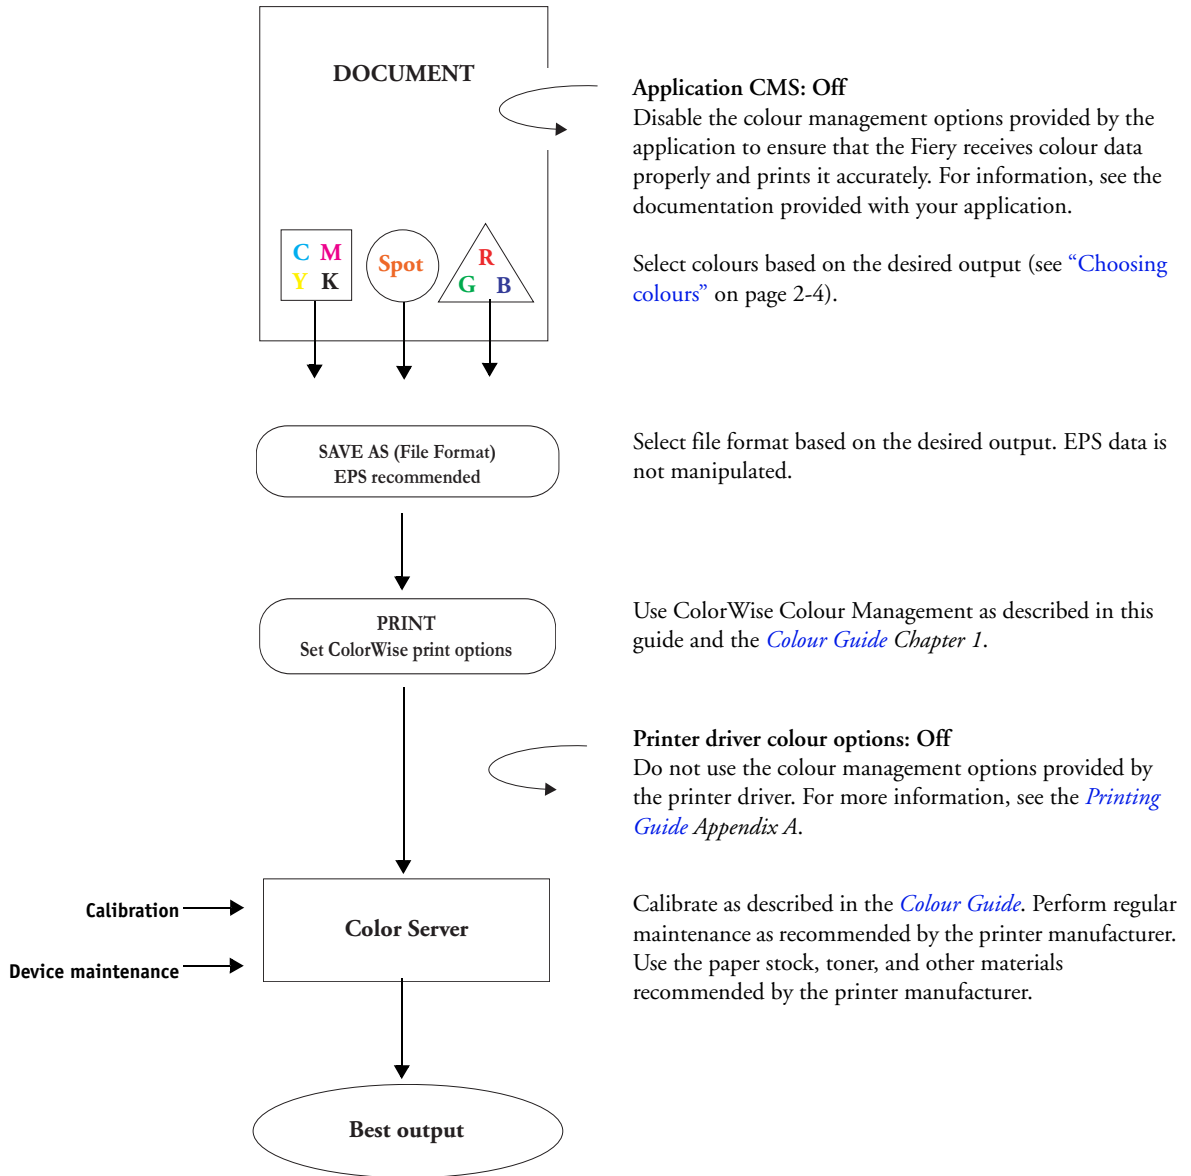 DOCUMENT
Application CMS: Off
Disable the colour management options provided by the
application to ensure that the Fiery receives colour data
properly and prints it accurately. For information, see the
documentation provided with your application.
C M
Y K
Spot
R
G B
Select colours based on the desired output (see “Choosing
colours” on page 2-4).
SAVE AS (File Format)
EPS recommended
Select file format based on the desired output. EPS data is
not manipulated.
PRINT
Set ColorWise print options
Use ColorWise Colour Management as described in this
guide and the Colour Guide Chapter 1.
Printer driver colour options: Off
Do not use the colour management options provided by
the printer driver. For more information, see the Printing
Guide Appendix A.
Calibration
Device maintenance
Color Server
Calibrate as described in the Colour Guide. Perform regular
maintenance as recommended by the printer manufacturer.
Use the paper stock, toner, and other materials
recommended by the printer manufacturer.
Best output